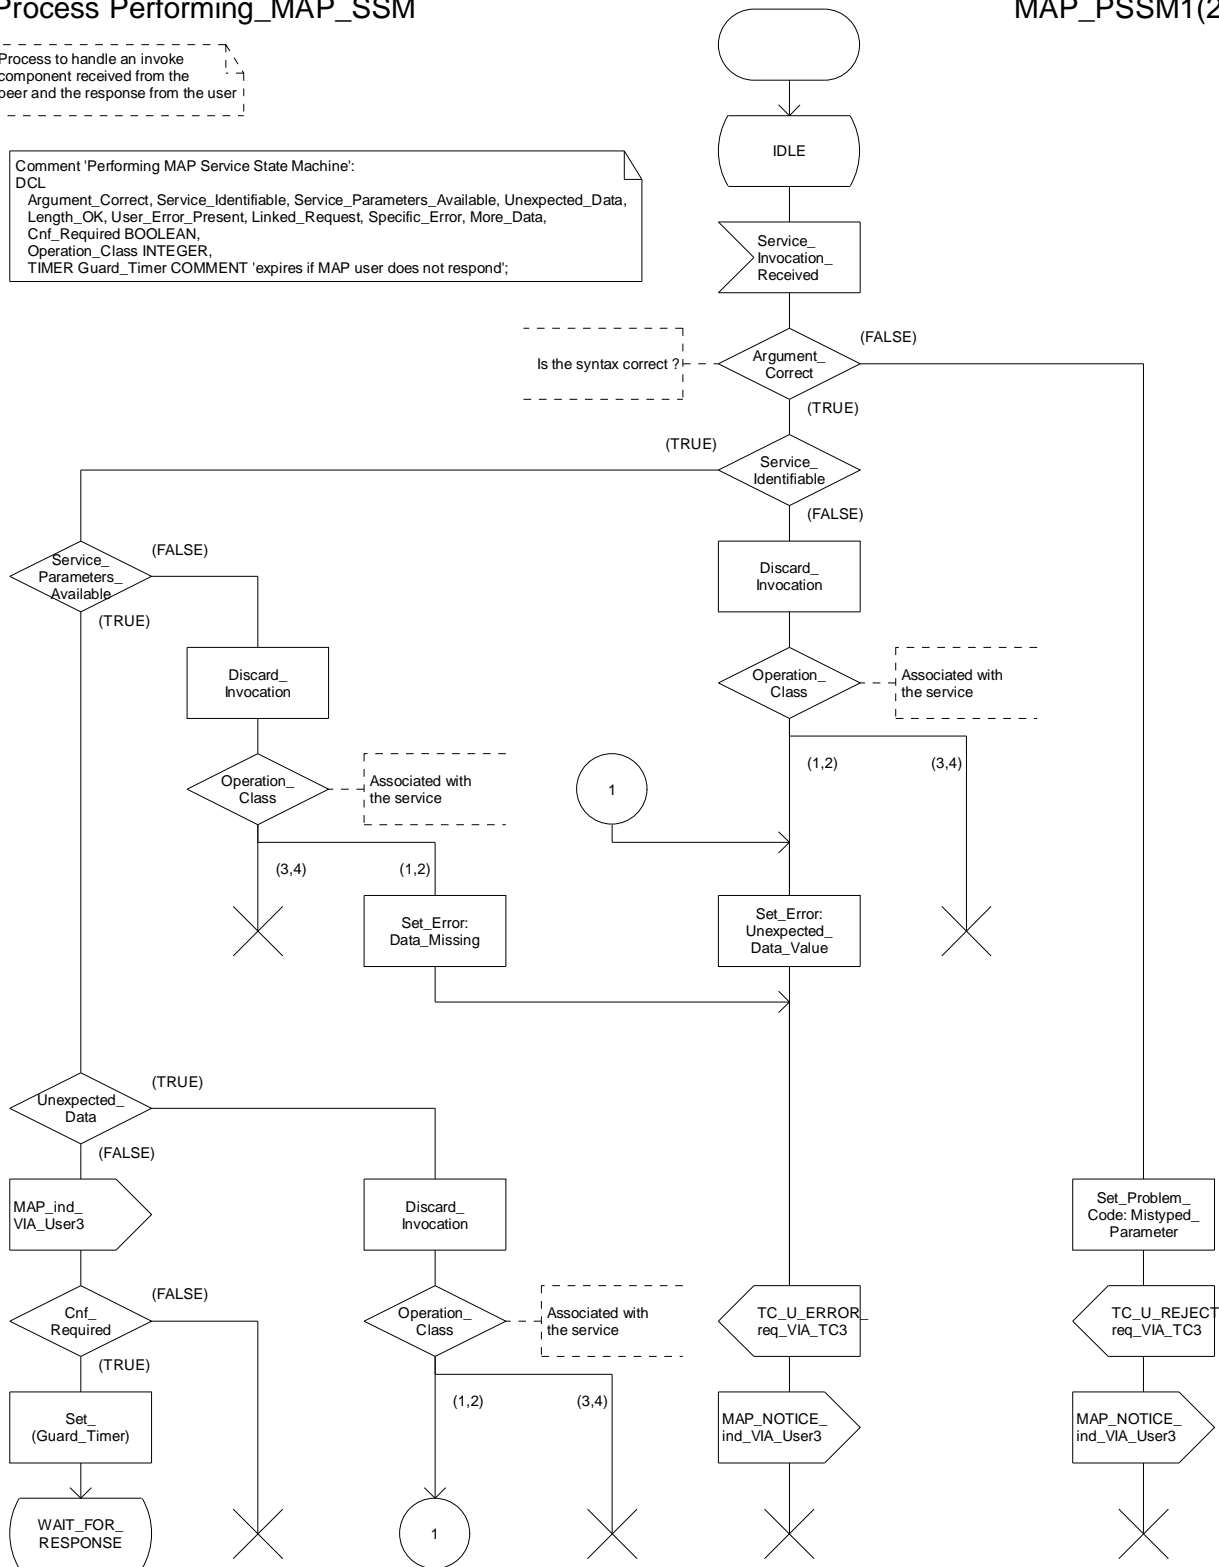 Process Performing_MAP_SSM
MAP_PSSM1(2
Process to handle an invoke
component received from the
peer and the response from the user
Comment 'Performing MAP Service State Machine':
DCL
Argument_Correct, Service_Identifiable, Service_Parameters_Available, Unexpected_Data,
Length_OK, User_Error_Present, Linked_Request, Specific_Error, More_Data,
Cnf_Required BOOLEAN,
Operation_Class INTEGER,
TIMER Guard_Timer COMMENT 'expires if MAP user does not respond';
IDLE
Service_
Invocation_
Received
Is the syntax correct ?
Argument_
Correct
(FALSE)
(TRUE)
(TRUE)
Service_
Identifiable
(FALSE)
Service_
Parameters_
Available
(FALSE)
(TRUE)
Discard_
Invocation
Discard_
Invocation
Operation_
Class
Associated with
the service
Operation_
Class
Associated with
the service
1
(1,2)
(3,4)
(3,4)
(1,2)
Set_Error:
Data_Missing
Set_Error:
Unexpected_
Data_Value
Unexpected_
Data
(TRUE)
(FALSE)
MAP_ind_
VIA_User3
Discard_
Invocation
Set_Problem_
Code: Mistyped_
Parameter
Cnf_
Required
(FALSE)
(TRUE)
Operation_
Class
Associated with
the service
TC_U_ERROR_
req_VIA_TC3
TC_U_REJECT
req_VIA_TC3
(1,2)
(3,4)
Set_
(Guard_Timer)
MAP_NOTICE_
ind_VIA_User3
MAP_NOTICE_
ind_VIA_User3
WAIT_FOR_
RESPONSE
1